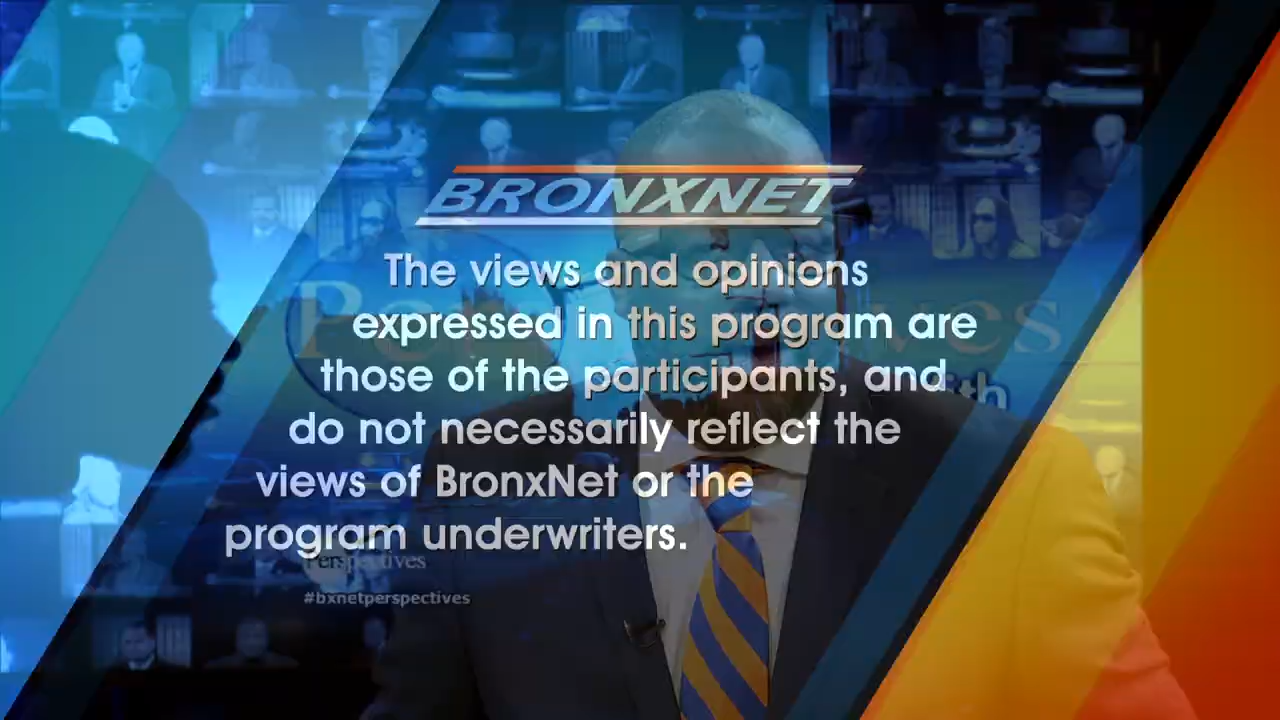 BRONXNET
The views and opinions
expressed in this program are
those of the participants, and
do not necessarily reflect the
views of BronxNet or the
program underwriters.
Perspectives
#bxnetperspectives